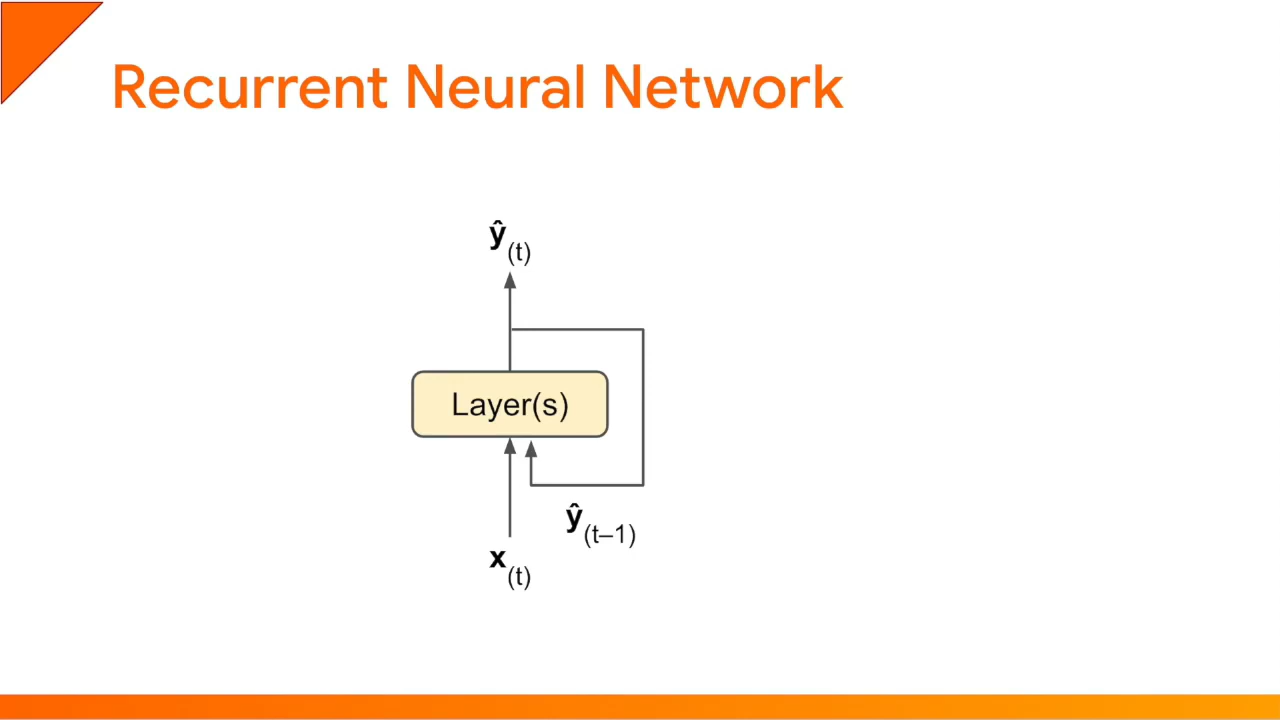 Recurrent Neural Network
ŷ(t)
Layer(s)
ŷ(t–1)
x(t)